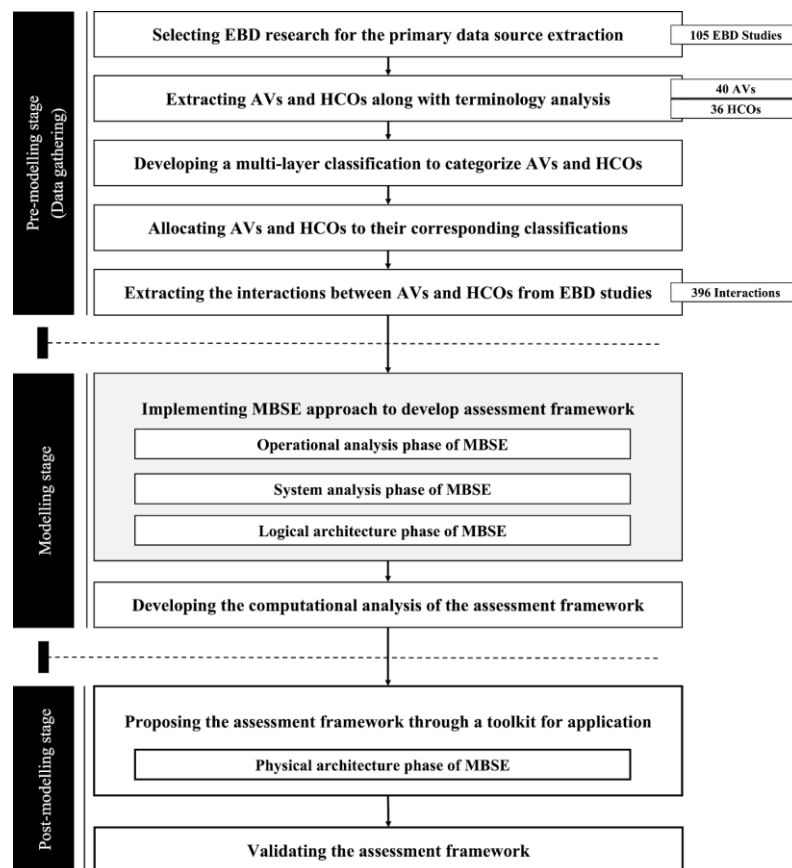 Pre-modelling stage
(Data gathering)
Selecting EBD research for the primary data source extraction
105 EBD Studies
Extracting AVs and HCOs along with terminology analysis
40 AVs
36 HCOs
Developing a multi-layer classification to categorize AVs and HCOs
Allocating AVs and HCOs to their corresponding classifications
Extracting the interactions between AVs and HCOs from EBD studies
396 Interactions
Modelling stage
Implementing MBSE approach to develop assessment framework
Operational analysis phase of MBSE
System analysis phase of MBSE
Logical architecture phase of MBSE
Developing the computational analysis of the assessment framework
Post-modelling stage
Proposing the assessment framework through a toolkit for application
Physical architecture phase of MBSE
Validating the assessment framework